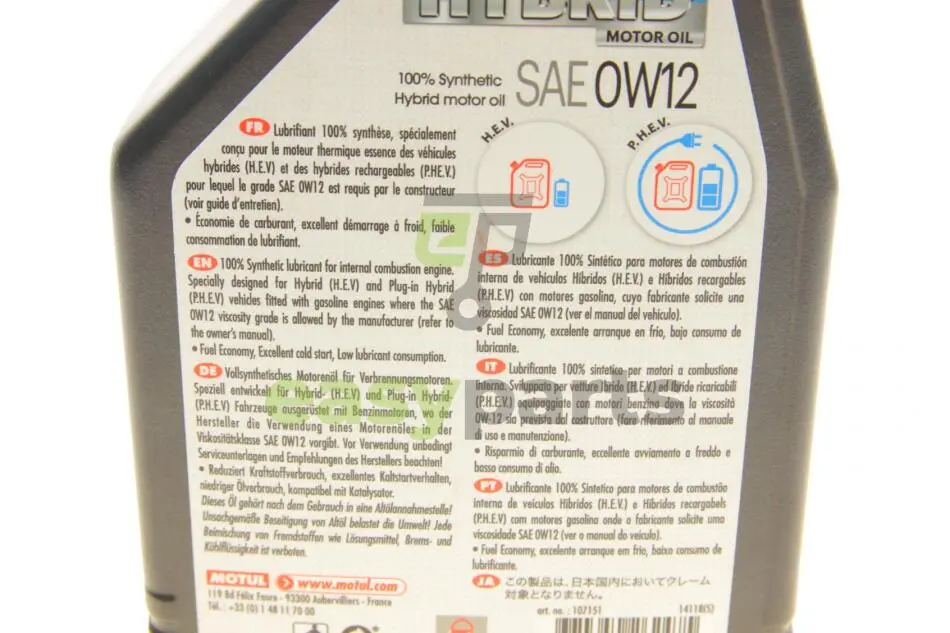 HYBRID
MOTOR OIL
100% Synthetic
Hybrid motor oil
SAE 0W12
H.E.V.
P.H.E.V.
FR Lubrifiant 100% synthèse, spécialement
conçu pour le moteur thermique essence des véhicules
hybrides (H.E.V) et des hybrides rechargeables (P.HE.V.)
pour lequel le grade SAE 0W12 est requis par le constructeur
(voir guide d'entretien).
• Économie de carburant, excellent démarrage à froid, faible
consommation de lubrifiant.
EN 100% Synthetic lubricant for internal combustion engine.
Specially designed for Hybrid (H.E.V) and Plug-in Hybrid
(P.H.E.V) vehicles fitted with gasoline engines where the SAE
0W12 viscosity grade is allowed by the manufacturer (refer to
the owner's manual).
• Fuel Economy, Excellent cold start, Low lubricant consumption.
DE Vollsynthetisches Motorenöl für Verbrennungsmotoren.
Speziell entwickelt für Hybrid- (H.E.V) und Plug-in Hybrid-
(P.H.E.V) Fahrzeuge ausgerüstet mit Benzinmotoren, wo der
Hersteller die Verwendung eines Motorenöles in der
Viskositätsklasse SAE 0W12 vorgibt. Vor Verwendung unbedingt
Serviceunterlagen und Empfehlungen des Herstellers beachten!
• Reduziert Kraftstoffverbrauch, exzellentes Kaltstartverhalten,
niedriger Ölverbrauch, kompatibel mit Katalysator.
Dieses Öl gehört nach dem Gebrauch in eine Altölannahmestelle!
Unsachgemäße Beseitigung von Altöl belastet die Umwelt! Jede
Beimischung von Fremdstoffen wie Lösungsmittel, Brems- und
Kühlflüssigkeit ist verboten.
MOTUL www.motul.com
119 Bd Félix Faure - 93300 Aubervilliers - France
Tél. : +33 (0) 1 48 11 70 00
ES Lubricante 100% Sintético para motores de combustión
interna de vehículos Híbridos (H.E.V.) e Híbridos recargables
(P.H.E.V) con motores gasolina, cuyo fabricante solicite una
viscosidad SAE 0W12 (ver el manual del vehículo).
• Fuel Economy, excelente arranque en frío, bajo consumo de
lubricante.
IT Lubrificante 100% sintetico per motori a combustione
interna. Sviluppato per vetture Ibride (H.E.V.) ed Ibride ricaricabili
(P.H.E.V.) equipaggiate con motori benzina dove la viscosità
0W-12 sia prevista dal costruttore (fare riferimento al manuale
di uso e manutenzione).
• Risparmio di carburante, eccellente avviamento a freddo e
basso consumo di olio.
PT Lubrificante 100% Sintetico para motores de combustão
interna de veículos Híbridos (H.E.V.) e Híbridos recargabels
(P.H.E.V.) com motores gasolina onde o fabricante solicite uma
viscosidade SAE 0W12 (ver o manual do veículo).
• Fuel Economy, excelente arranque em frio, baixo consumo de
lubrificante.
JA この製品は、日本国内においてクレーム
対象となりません。
art. no. : 107151
14118(S)
easyparts